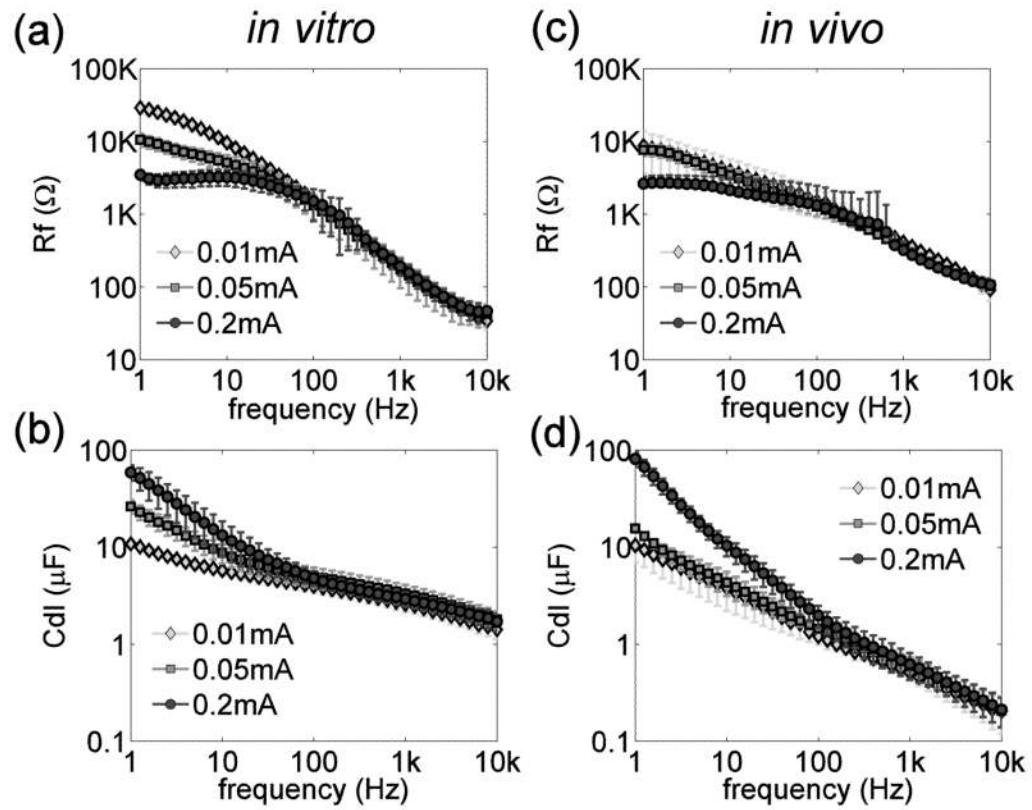 (a)
in vitro
100K
10K
1K
100
10
Rf (Ω)
0.01mA
0.05mA
0.2mA
1
10
100
1k
10k
frequency (Hz)
(c)
in vivo
100K
10K
1K
100
10
Rf (Ω)
0.01mA
0.05mA
0.2mA
1
10
100
1k
10k
frequency (Hz)
(b)
100
10
1
0.1
Cdl (μF)
0.01mA
0.05mA
0.2mA
1
10
100
1k
10k
frequency (Hz)
(d)
100
10
1
0.1
Cdl (μF)
0.01mA
0.05mA
0.2mA
1
10
100
1k
10k
frequency (Hz)